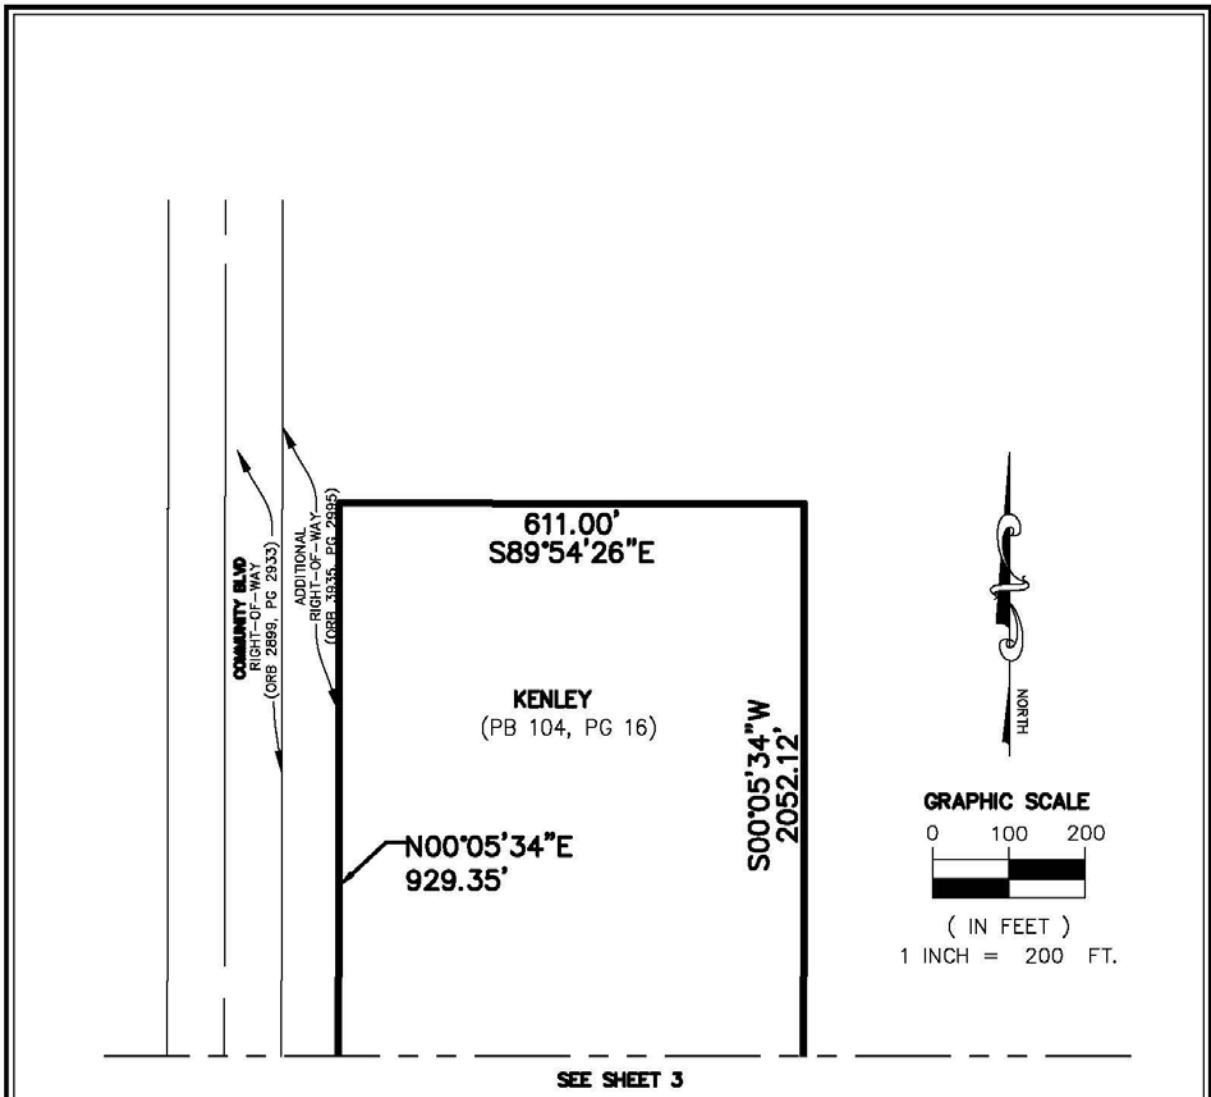 COMMUNITY BLVD
RIGHT-OF-WAY
(ORB 2899, PG 2933)
ADDITIONAL
RIGHT-OF-WAY
(ORB 3935, PG 2995)
611.00'
S89°54'26"E
KENLEY
(PB 104, PG 16)
S00°05'34"W
2052.12'
N00°05'34"E
929.35'
NORTH
GRAPHIC SCALE
0 100 200
( IN FEET )
1 INCH = 200 FT.
SEE SHEET 3